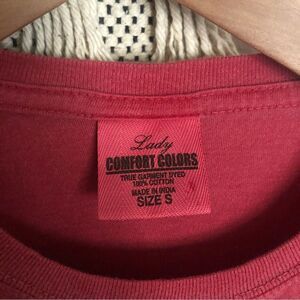 Lady
COMFORT COLORS
TRUE GARMENT DYED
100% COTTON
MADE IN INDIA
SIZE S